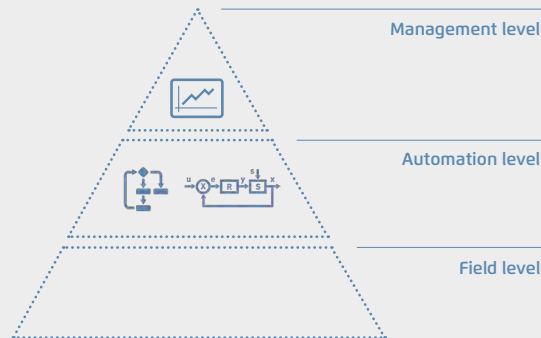 Management level
Automation level
s
u e y x
X R S
Field level